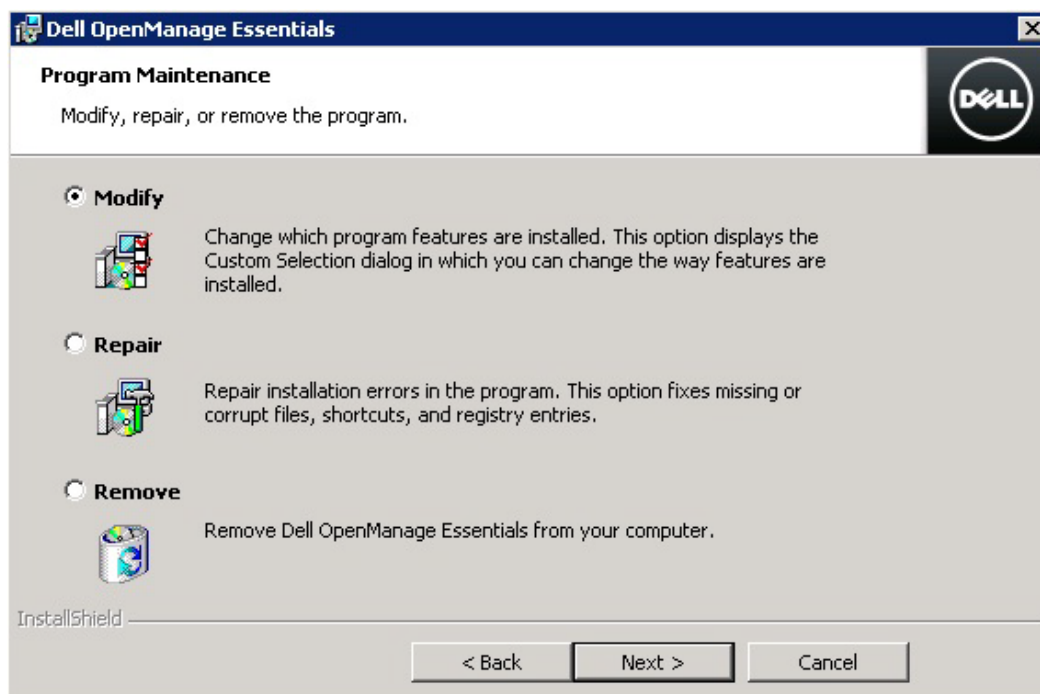 Dell OpenManage Essentials
Program Maintenance
Modify, repair, or remove the program.
DELL
Modify
Change which program features are installed. This option displays the
Custom Selection dialog in which you can change the way features are
installed.
Repair
Repair installation errors in the program. This option fixes missing or
corrupt files, shortcuts, and registry entries.
Remove
Remove Dell OpenManage Essentials from your computer.
InstallShield
< Back
Next >
Cancel